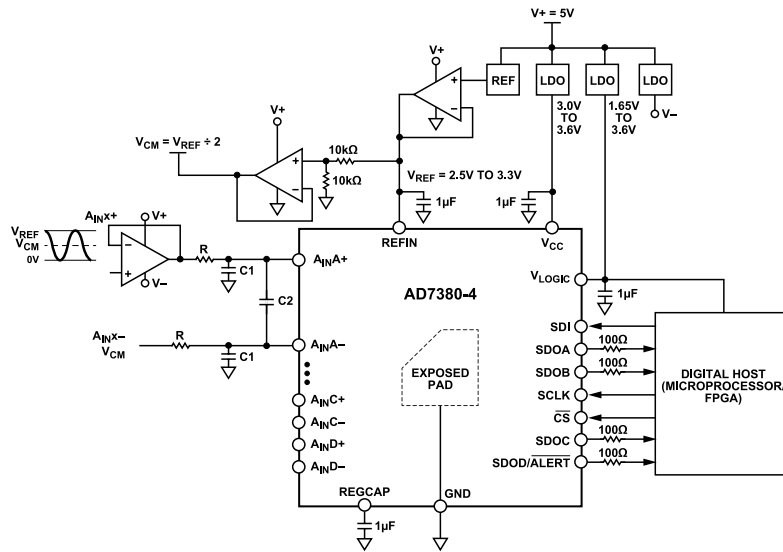 V+ = 5V
V+
REF
LDO
LDO
LDO
+
−
3.0V
TO
3.6V
1.65V
TO
3.6V
V−
V+
VCM = VREF ÷ 2
10kΩ
+
−
10kΩ
VREF = 2.5V TO 3.3V
1µF
1µF
AINx+
V+
VREF
VCM
0V
−
+
V−
R
C1
C2
REFIN
VCC
AINA+
AD7380-4
VLOGIC
1µF
AINx−
VCM
R
C1
AINA−
EXPOSED
PAD
SDI
SDOA
100Ω
SDOB
100Ω
SCLK
CS
SDOC
100Ω
SDOD/ALERT
100Ω
DIGITAL HOST
(MICROPROCESSOR/
FPGA)
AINC+
AINC−
AIND+
AIND−
REGCAP
GND
1µF